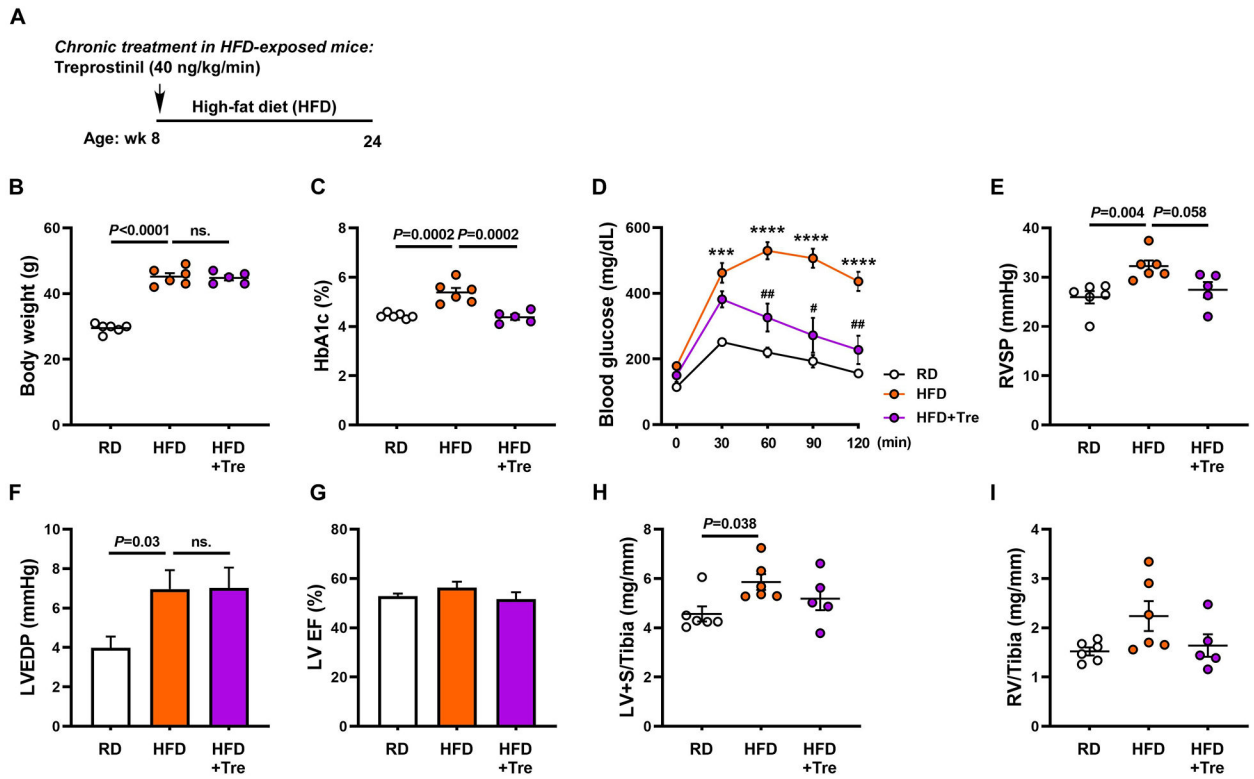 A
Chronic treatment in HFD-exposed mice:
Treprostinil (40 ng/kg/min)
High-fat diet (HFD)
Age: wk 8
24
B
Body weight (g)
60
40
20
0
P<0.0001
ns.
RD
HFD
HFD
+Tre
C
HbA1c (%)
8
6
4
2
0
P=0.0002
P=0.0002
RD
HFD
HFD
+Tre
D
Blood glucose (mg/dL)
600
400
200
0
***
****
****
****
##
#
##
RD
HFD
HFD+Tre
0
30
60
90
120
(min)
E
RVSP (mmHg)
40
30
20
10
0
P=0.004
P=0.058
RD
HFD
HFD
+Tre
F
LVEDP (mmHg)
10
8
6
4
2
0
P=0.03
ns.
RD
HFD
HFD
+Tre
G
LV EF (%)
80
60
40
20
0
RD
HFD
HFD
+Tre
H
LV+S/Tibia (mg/mm)
8
6
4
2
0
P=0.038
RD
HFD
HFD
+Tre
I
RV/Tibia (mg/mm)
4
3
2
1
0
RD
HFD
HFD
+Tre